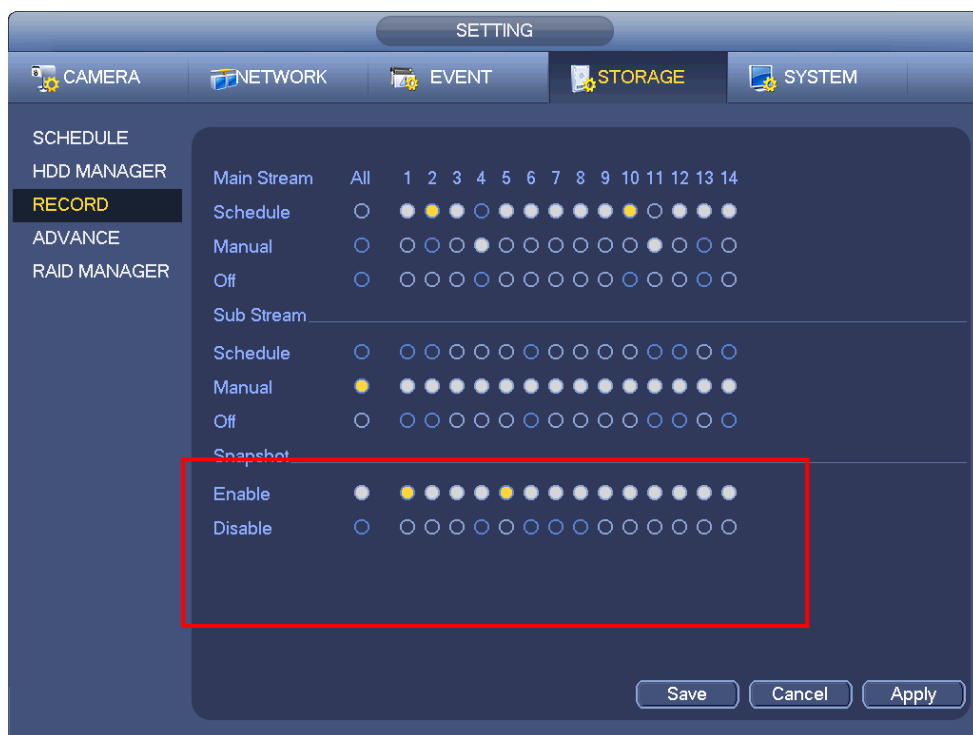 SETTING
CAMERA NETWORK EVENT STORAGE SYSTEM
SCHEDULE
HDD MANAGER
RECORD
ADVANCE
RAID MANAGER
Main Stream All 1 2 3 4 5 6 7 8 9 10 11 12 13 14
Schedule
Manual
Off
Sub Stream
Schedule
Manual
Off
Snapshot
Enable
Disable
Save Cancel Apply